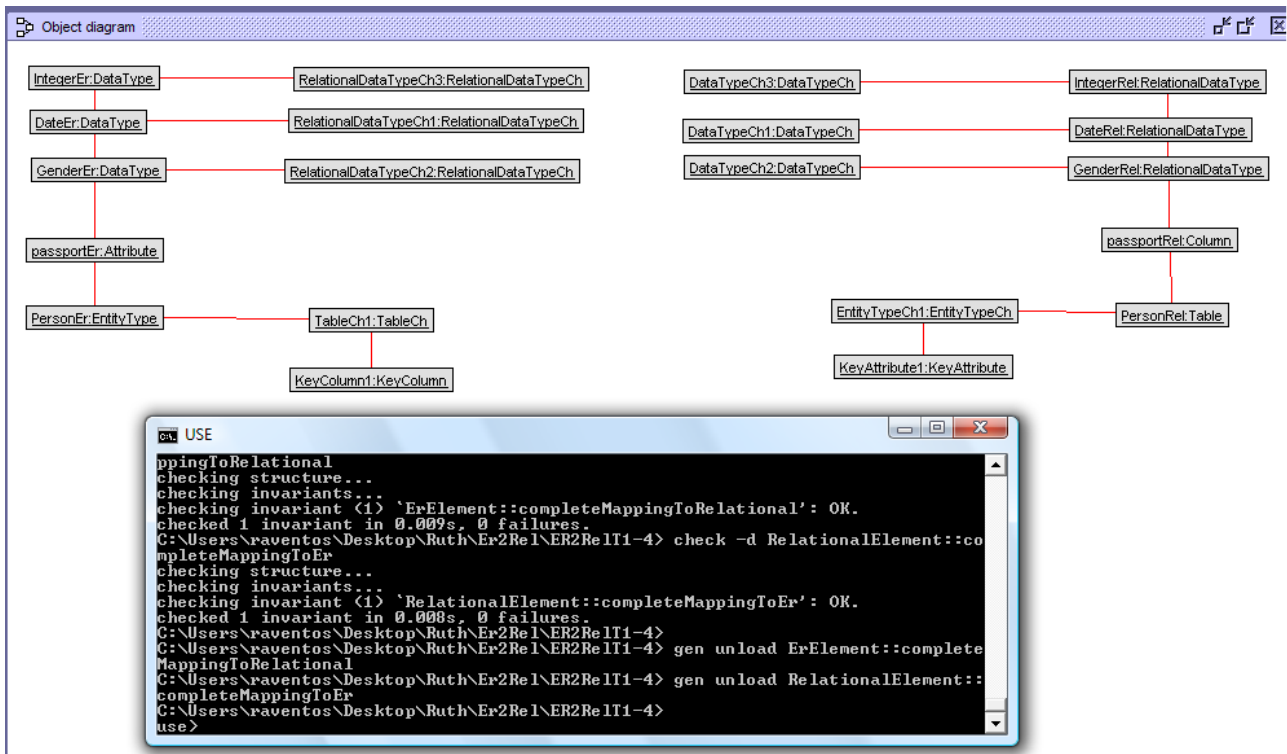 Object diagram
IntegerEr:DataType
RelationalDataTypeCh3:RelationalDataTypeCh
DataTypeCh3:DataTypeCh
IntegerRel:RelationalDataType
DateEr:DataType
RelationalDataTypeCh1:RelationalDataTypeCh
DataTypeCh1:DataTypeCh
DateRel:RelationalDataType
GenderEr:DataType
RelationalDataTypeCh2:RelationalDataTypeCh
DataTypeCh2:DataTypeCh
GenderRel:RelationalDataType
passportEr:Attribute
passportRel:Column
PersonEr:EntityType
TableCh1:TableCh
EntityTypeCh1:EntityTypeCh
PersonRel:Table
KeyColumn1:KeyColumn
KeyAttribute1:KeyAttribute
USE
ppingToRelational
checking structure...
checking invariants...
checking invariant (1) `ErElement::completeMappingToRelational': OK.
checked 1 invariant in 0.009s, 0 failures.
C:\Users\raventos\Desktop\Ruth\Er2Rel\ER2RelT1-4> check -d RelationalElement::co
mpleteMappingToEr
checking structure...
checking invariants...
checking invariant (1) `RelationalElement::completeMappingToEr': OK.
checked 1 invariant in 0.008s, 0 failures.
C:\Users\raventos\Desktop\Ruth\Er2Rel\ER2RelT1-4>
C:\Users\raventos\Desktop\Ruth\Er2Rel\ER2RelT1-4> gen unload ErElement::complete
MappingToRelational
C:\Users\raventos\Desktop\Ruth\Er2Rel\ER2RelT1-4> gen unload RelationalElement::
completeMappingToEr
C:\Users\raventos\Desktop\Ruth\Er2Rel\ER2RelT1-4>
use>